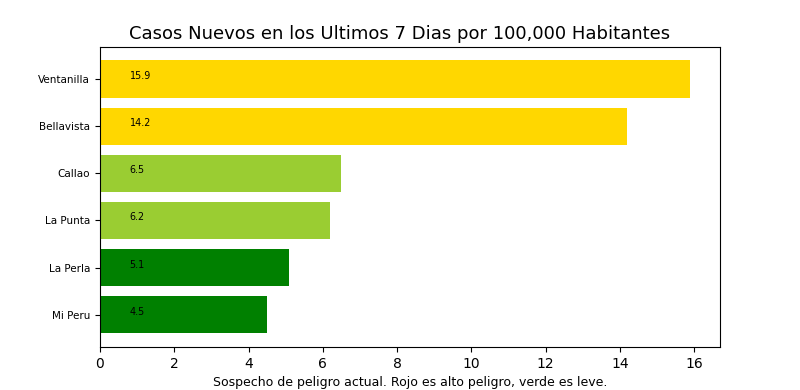 Casos Nuevos en los Ultimos 7 Dias por 100,000 Habitantes
Ventanilla 15.9
Bellavista 14.2
Callao 6.5
La Punta 6.2
La Perla 5.1
Mi Peru 4.5
0 2 4 6 8 10 12 14 16
Sospecho de peligro actual. Rojo es alto peligro, verde es leve.